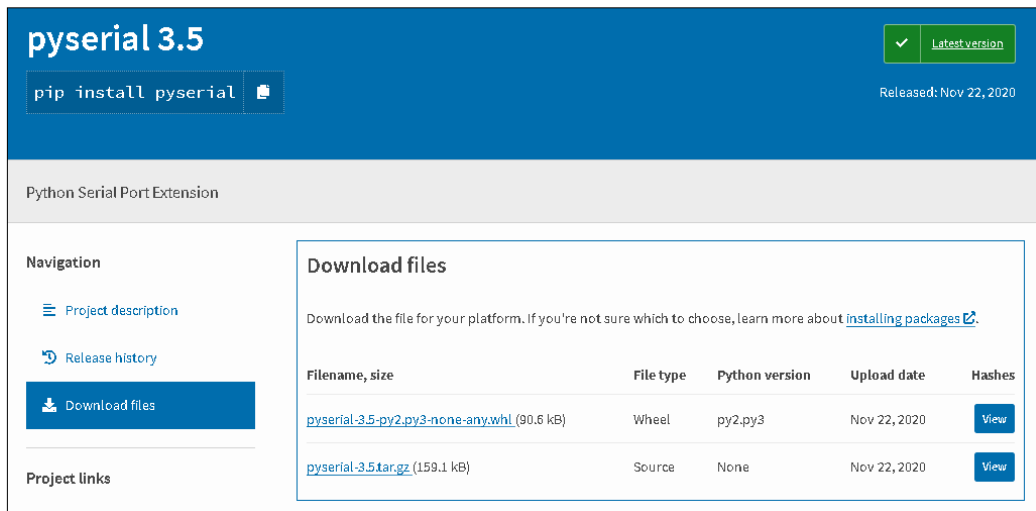 pyserial 3.5
Latest version
pip install pyserial
Released: Nov 22, 2020
Python Serial Port Extension
Navigation
Project description
Release history
Download files
Project links
Download files
Download the file for your platform. If you're not sure which to choose, learn more about installing packages.
Filename, size File type Python version Upload date Hashes
pyserial-3.5-py2.py3-none-any.whl (90.6 kB) Wheel py2.py3 Nov 22, 2020 View
pyserial-3.5.tar.gz (159.1 kB) Source None Nov 22, 2020 View